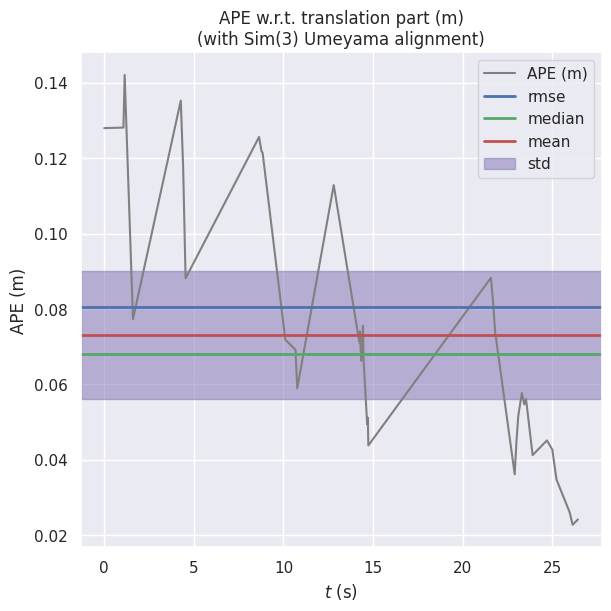 APE w.r.t. translation part (m)
(with Sim(3) Umeyama alignment)
APE (m)
rmse
median
mean
std
0.14
0.12
0.10
0.08
0.06
0.04
0.02
APE (m)
0
5
10
15
20
25
t (s)